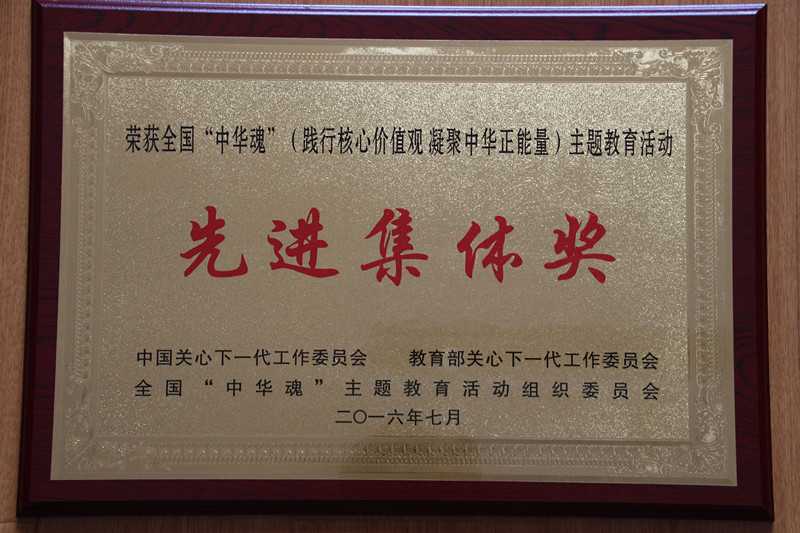 荣获全国“中华魂”（践行核心价值观 凝聚中华正能量）主题教育活动
先进集体奖
中国关心下一代工作委员会 教育部关心下一代工作委员会
全国“中华魂”主题教育活动组织委员会
二〇一六年七月